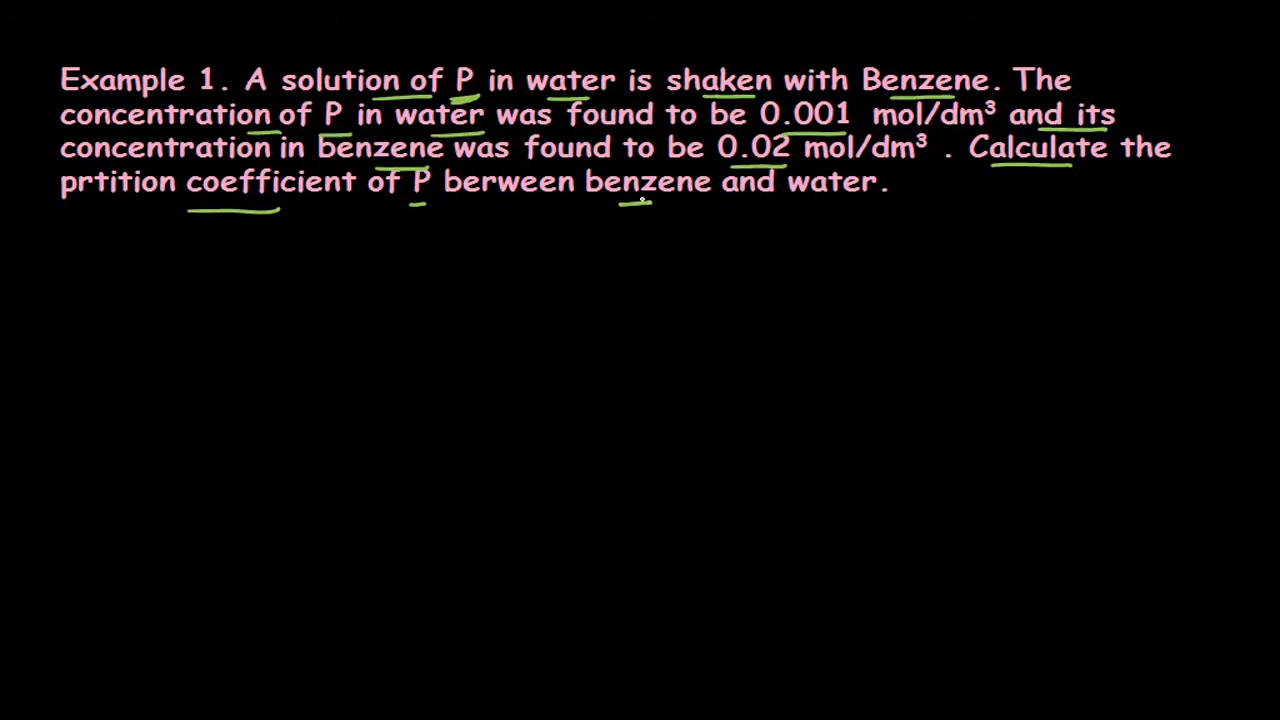 Example 1. A solution of P in water is shaken with Benzene. The
concentration of P in water was found to be 0.001 mol/dm³ and its
concentration in benzene was found to be 0.02 mol/dm³ . Calculate the
prtition coefficient of P berween benzene and water.